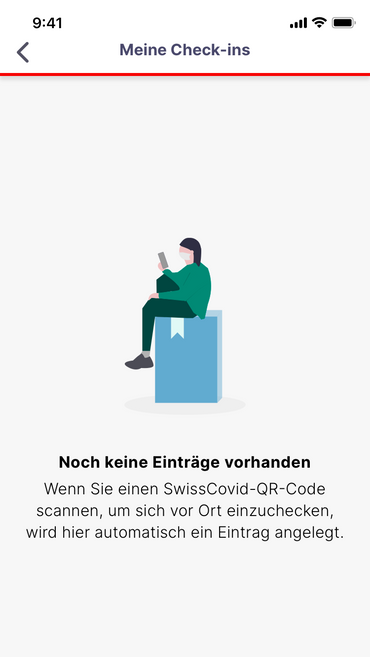 9:41
Meine Check-ins
Noch keine Einträge vorhanden
Wenn Sie einen SwissCovid-QR-Code
scannen, um sich vor Ort einzuchecken,
wird hier automatisch ein Eintrag angelegt.